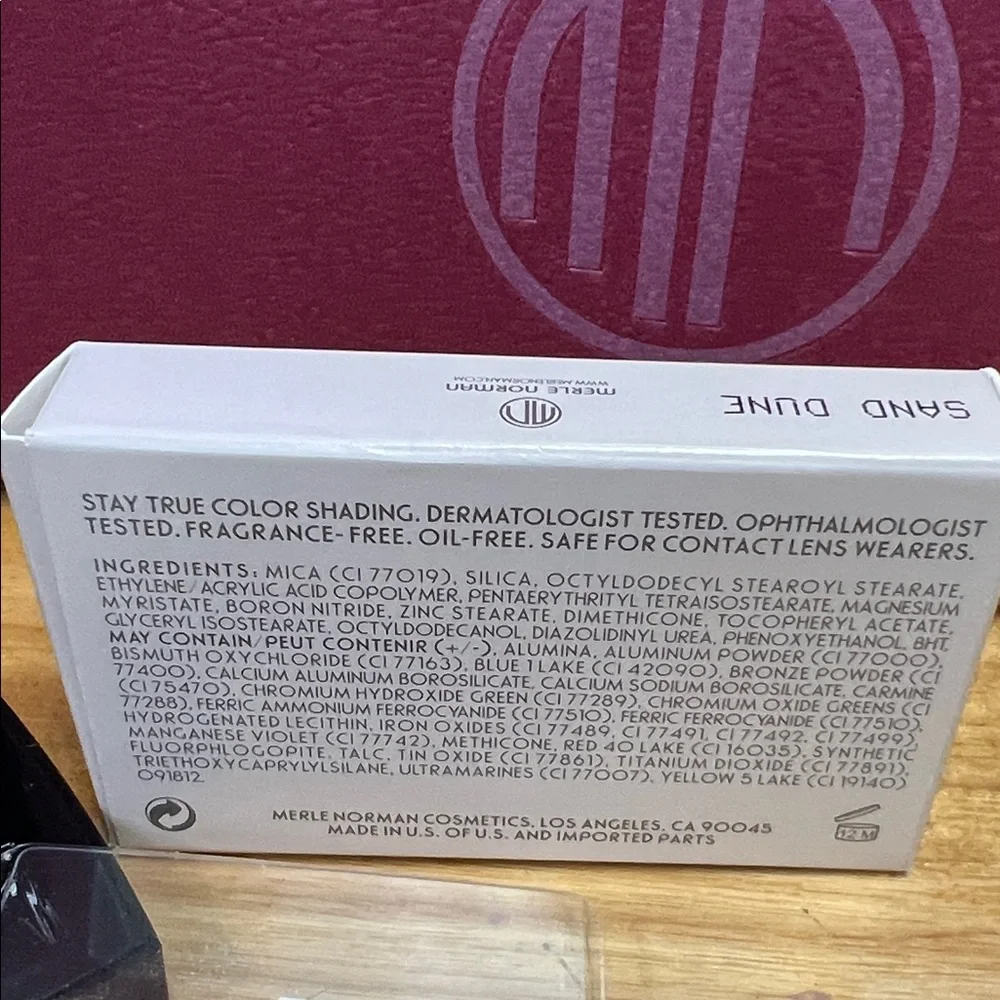 WWW.MERLENORMAN.COM
MERLE NORMAN
SAND DUNE
STAY TRUE COLOR SHADING. DERMATOLOGIST TESTED. OPHTHALMOLOGIST
TESTED. FRAGRANCE- FREE. OIL-FREE. SAFE FOR CONTACT LENS WEARERS.
INGREDIENTS: MICA (CI 77019), SILICA, OCTYLDODECYL STEAROYL STEARATE,
ETHYLENE/ACRYLIC ACID COPOLYMER, PENTAERYTHRITYL TETRAISOSTEARATE, MAGNESIUM
MYRISTATE, BORON NITRIDE, ZINC STEARATE, DIMETHICONE, TOCOPHERYL ACETATE,
GLYCERYL ISOSTEARATE, OCTYLDODECANOL, DIAZOLIDINYL UREA, PHENOXYETHANOL, BHT,
MAY CONTAIN/PEUT CONTENIR (+/-), ALUMINA, ALUMINUM POWDER (CI 77000),
BISMUTH OXYCHLORIDE (CI 77163), BLUE 1 LAKE (CI 42090), BRONZE POWDER (CI
77400), CALCIUM ALUMINUM BOROSILICATE, CALCIUM SODIUM BOROSILICATE, CARMINE
(CI 75470), CHROMIUM HYDROXIDE GREEN (CI 77289), CHROMIUM OXIDE GREENS (CI
77288), FERRIC AMMONIUM FERROCYANIDE (CI 77510), FERRIC FERROCYANIDE (CI 77510),
HYDROGENATED LECITHIN, IRON OXIDES (CI 77489, CI 77491, CI 77492, CI 77499),
MANGANESE VIOLET (CI 77742), METHICONE, RED 40 LAKE (CI 16035), SYNTHETIC
FLUORPHLOGOPITE, TALC, TIN OXIDE (CI 77861), TITANIUM DIOXIDE (CI 77891),
TRIETHOXYCAPRYLYLSILANE, ULTRAMARINES (CI 77007), YELLOW 5 LAKE (CI 19140)
091812.
MERLE NORMAN COSMETICS, LOS ANGELES, CA 90045
MADE IN U.S. OF U.S. AND IMPORTED PARTS
12 M